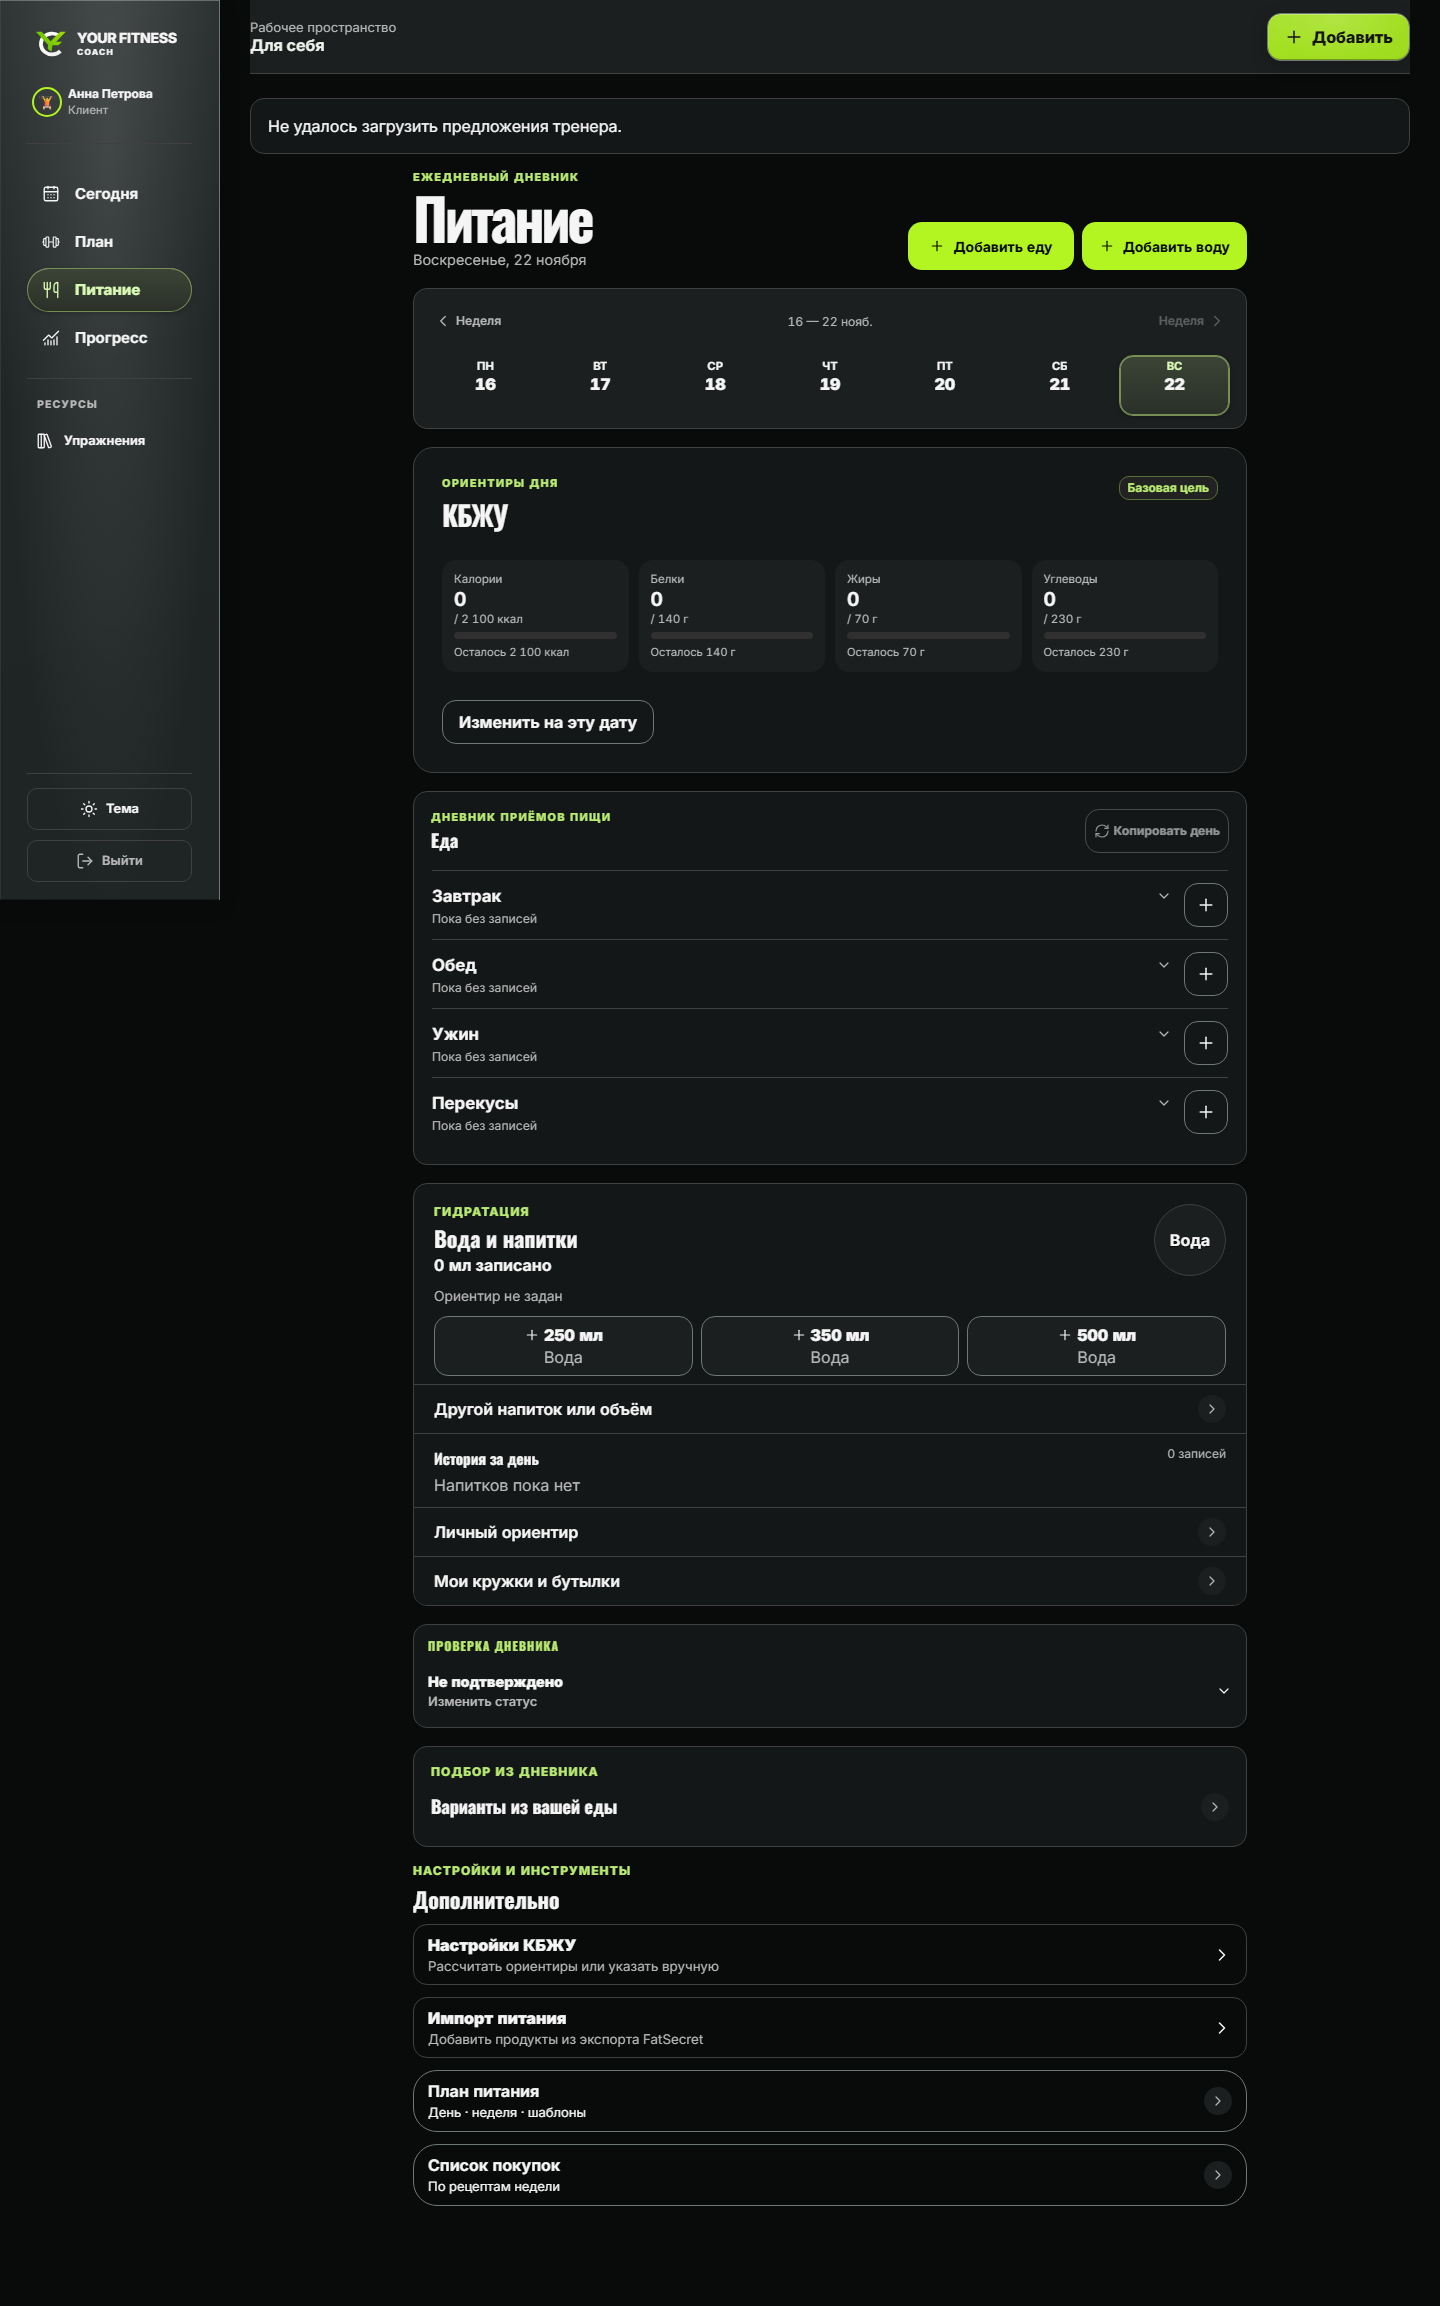 YOUR FITNESS
COACH
Анна Петрова
Клиент
Сегодня
План
Питание
Прогресс
РЕСУРСЫ
Упражнения
Тема
Выйти
Рабочее пространство
Для себя
Добавить
Не удалось загрузить предложения тренера.
ЕЖЕДНЕВНЫЙ ДНЕВНИК
Питание
Воскресенье, 22 ноября
Добавить еду
Добавить воду
Неделя
16 — 22 нояб.
Неделя
ПН ВТ СР ЧТ ПТ СБ ВС
16 17 18 19 20 21 22
ОРИЕНТИРЫ ДНЯ
Базовая цель
КБЖУ
Калории Белки Жиры Углеводы
0 0 0 0
/ 2 100 ккал / 140 г / 70 г / 230 г
Осталось 2 100 ккал Осталось 140 г Осталось 70 г Осталось 230 г
Изменить на эту дату
ДНЕВНИК ПРИЁМОВ ПИЩИ
Еда
Копировать день
Завтрак
Пока без записей
Обед
Пока без записей
Ужин
Пока без записей
Перекусы
Пока без записей
ГИДРАТАЦИЯ
Вода и напитки
0 мл записано
Вода
Ориентир не задан
+ 250 мл + 350 мл + 500 мл
Вода Вода Вода
Другой напиток или объём
История за день
0 записей
Напитков пока нет
Личный ориентир
Мои кружки и бутылки
ПРОВЕРКА ДНЕВНИКА
Не подтверждено
Изменить статус
ПОДБОР ИЗ ДНЕВНИКА
Варианты из вашей еды
НАСТРОЙКИ И ИНСТРУМЕНТЫ
Дополнительно
Настройки КБЖУ
Рассчитать ориентиры или указать вручную
Импорт питания
Добавить продукты из экспорта FatSecret
План питания
День · неделя · шаблоны
Список покупок
По рецептам недели